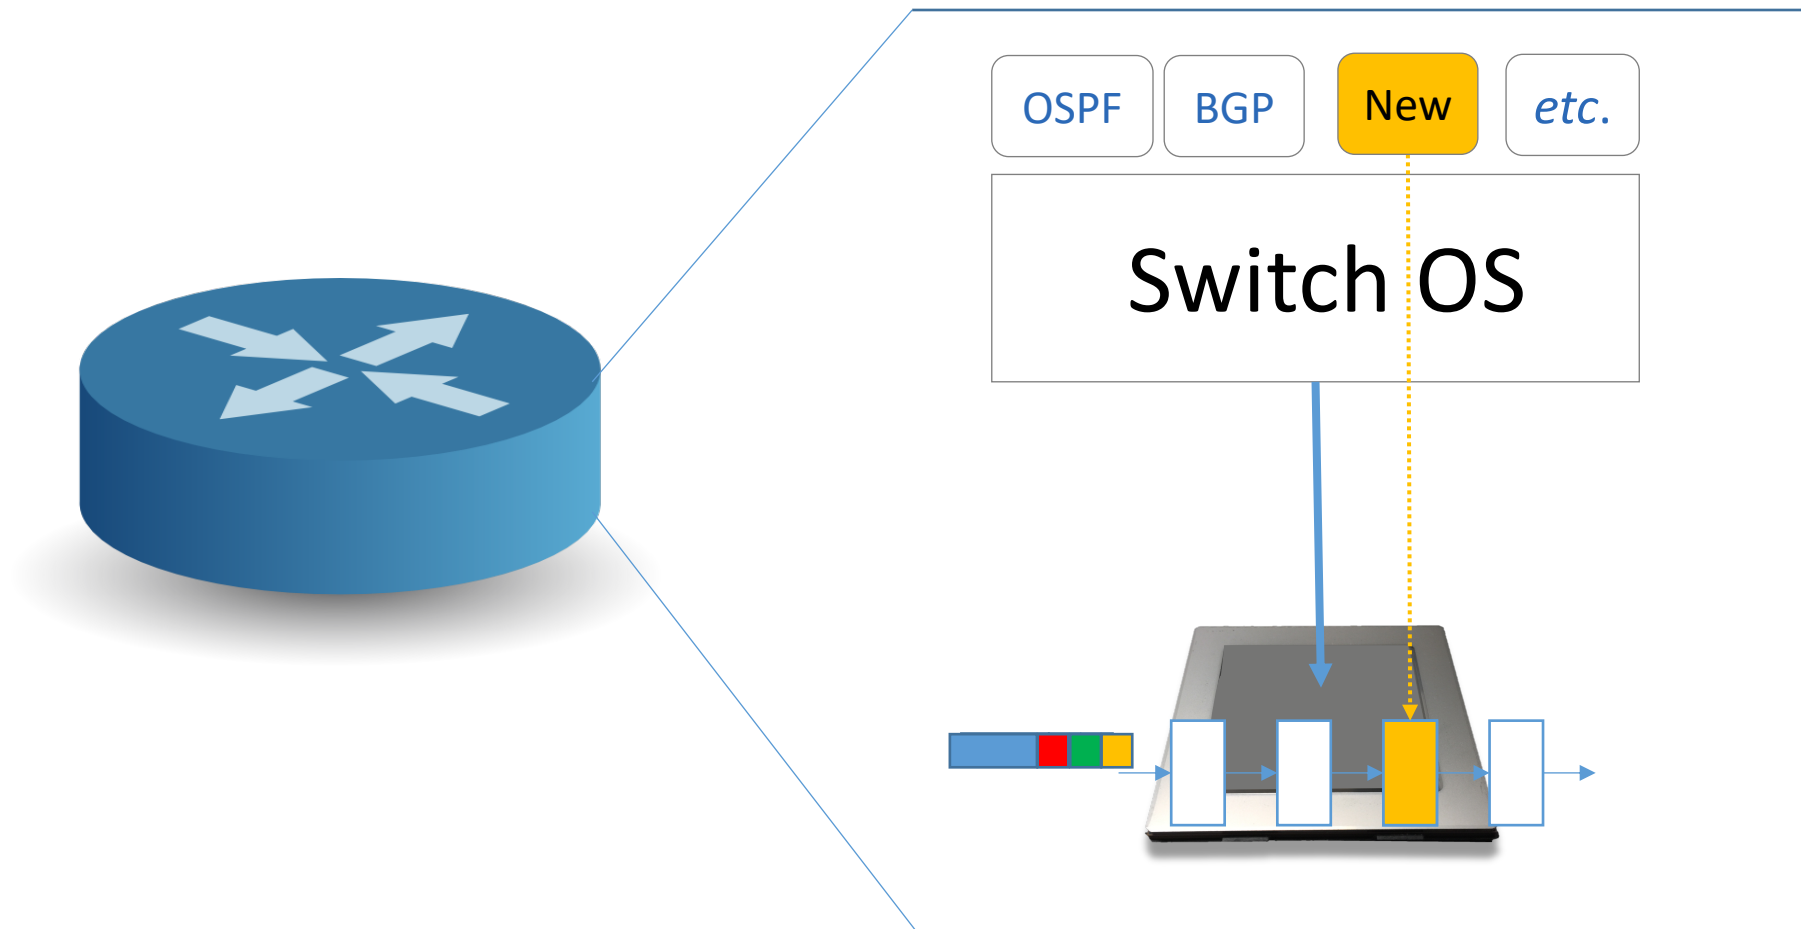 OSPF
BGP
New
etc.
Switch OS